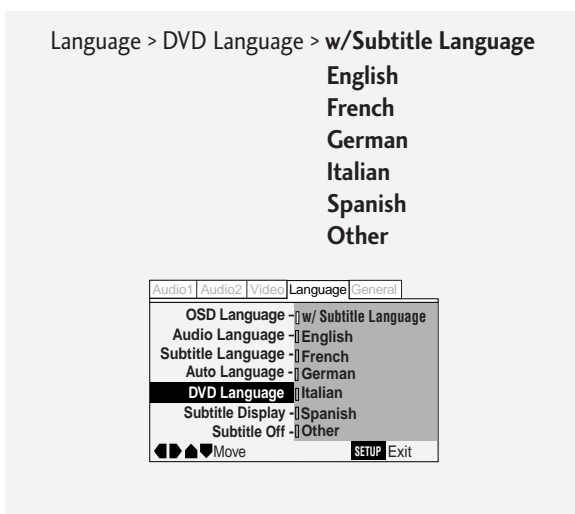 Language > DVD Language > w/Subtitle Language
English
French
German
Italian
Spanish
Other
Audio1 Audio2 Video Language General
OSD Language - w/ Subtitle Language
Audio Language - English
Subtitle Language - French
Auto Language - German
DVD Language Italian
Subtitle Display - Spanish
Subtitle Off - Other
Move SETUP Exit